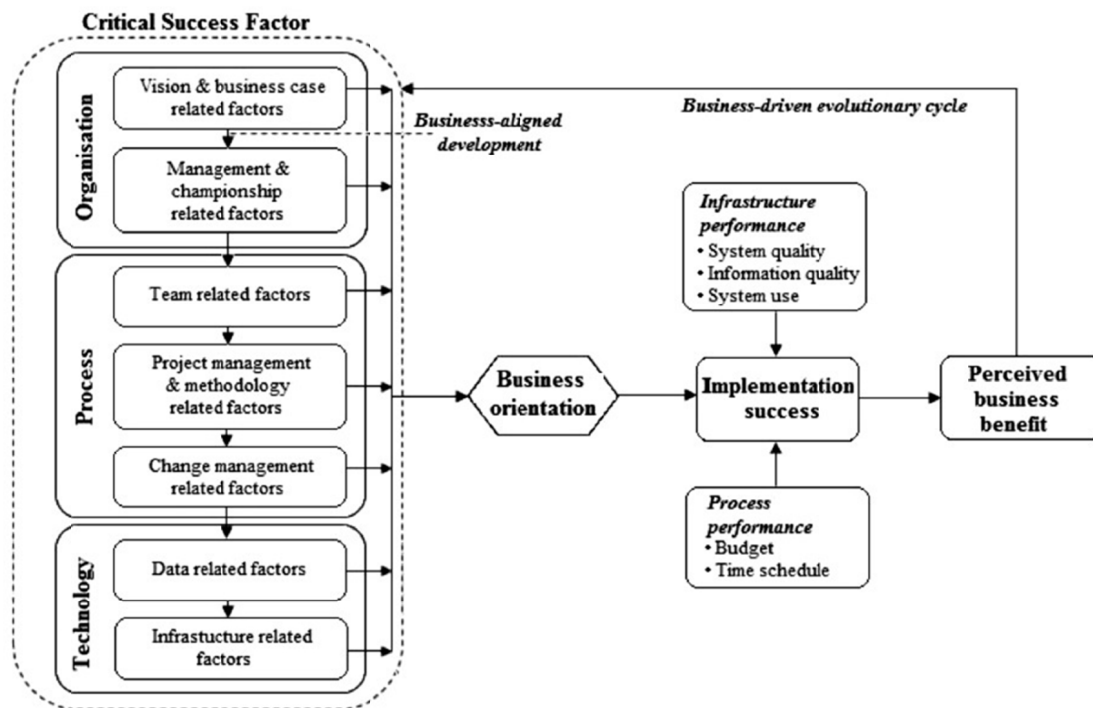 Critical Success Factor
Organisation
Vision & business case
related factors
Businesss-aligned
development
Management &
championship
related factors
Process
Team related factors
Project management
& methodology
related factors
Change management
related factors
Technology
Data related factors
Infrastucture related
factors
Business
orientation
Business-driven evolutionary cycle
Infrastructure
performance
• System quality
• Information quality
• System use
Implementation
success
Process
performance
• Budget
• Time schedule
Perceived
business
benefit